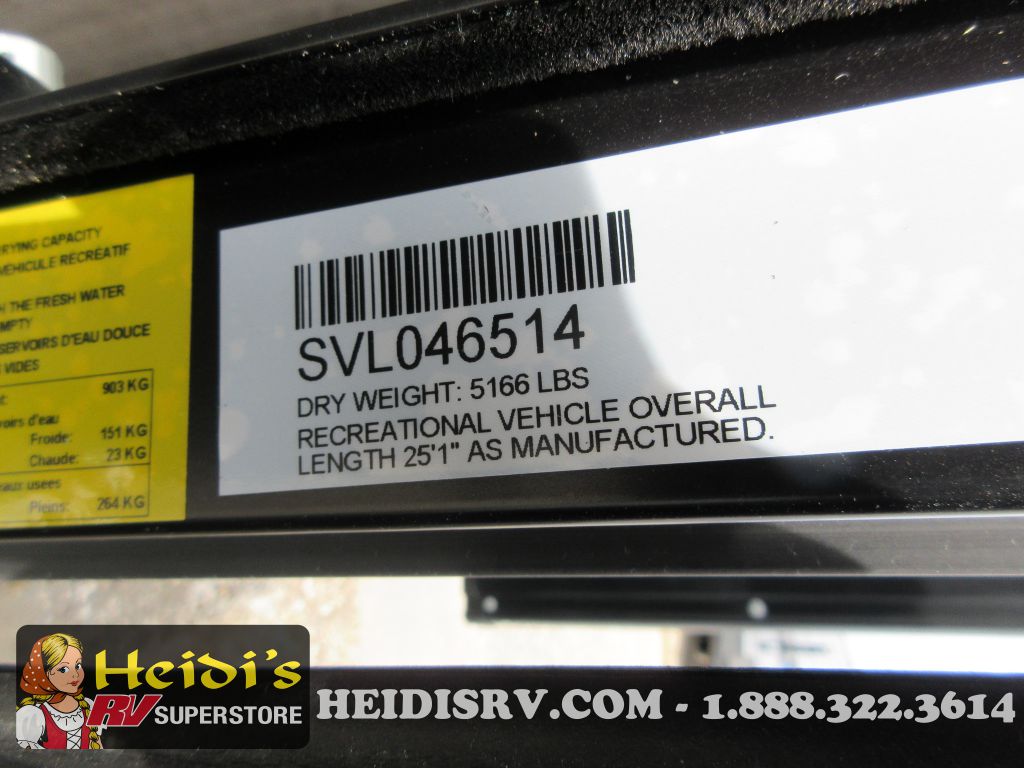 RYING CAPACITY
VEHICULE RECREATIF
H THE FRESH WATER
MPTY
SERVOIRS D'EAU DOUCE
VIDES
903 KG
voirs d'eau
Froide: 151 KG
Chaude: 23 KG
eaux usees
Pleins: 264 KG
SVL046514
DRY WEIGHT: 5166 LBS
RECREATIONAL VEHICLE OVERALL
LENGTH 25'1" AS MANUFACTURED.
Heidi's
RV SUPERSTORE
HEIDISRV.COM - 1.888.322.3614